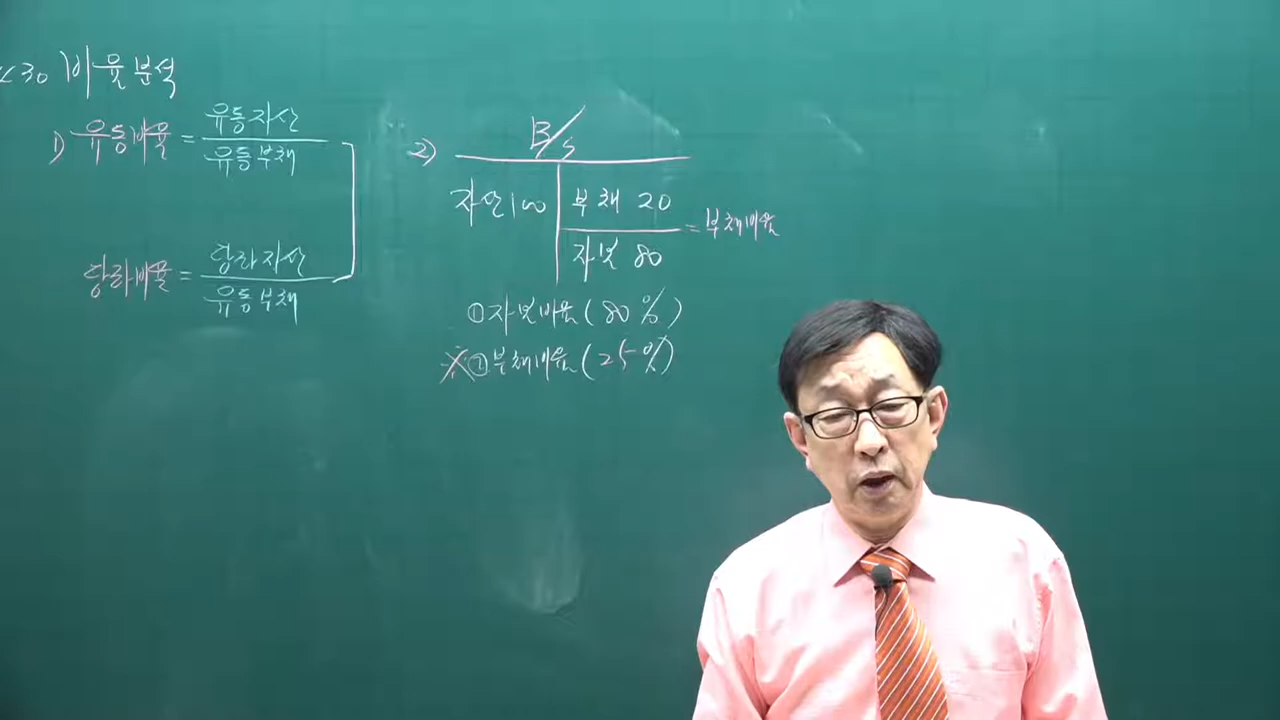 <30 비율분석
1) 유동비율 = 유동자산 / 유동부채
당좌비율 = 당좌자산 / 유동부채
2) B/S
자산 100
부채 20
자본 80
= 부채비율
① 자본비율 (80%)
※② 부채비율 (25%)